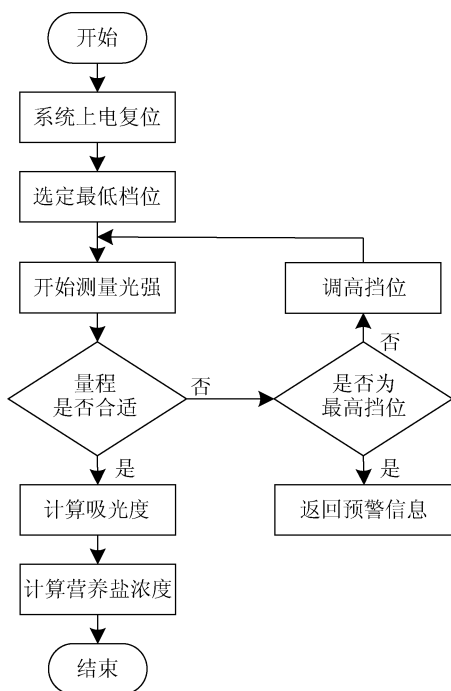 开始
系统上电复位
选定最低档位
开始测量光强
调高挡位
否
量程
是否合适
否
是否为
最高挡位
是
是
计算吸光度
返回预警信息
计算营养盐浓度
结束